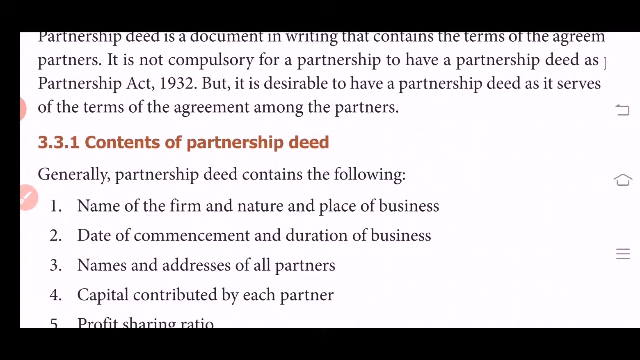 Partnership deed is a document in writing that contains the terms of the agreem
partners. It is not compulsory for a partnership to have a partnership deed as
Partnership Act, 1932. But, it is desirable to have a partnership deed as it serves
of the terms of the agreement among the partners.
3.3.1 Contents of partnership deed
Generally, partnership deed contains the following:
1. Name of the firm and nature and place of business
2. Date of commencement and duration of business
3. Names and addresses of all partners
4. Capital contributed by each partner
5 Profit sharing ratio